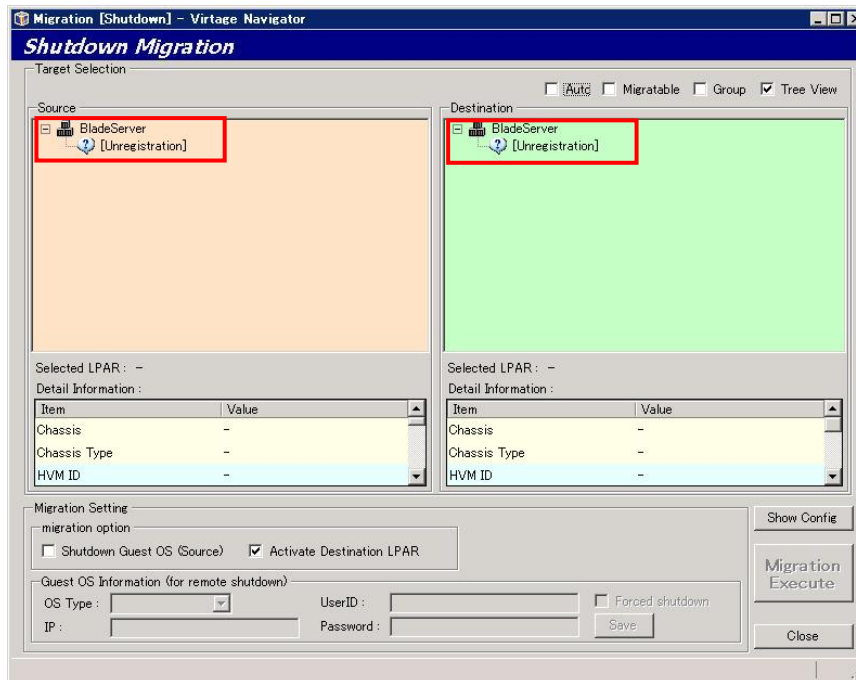 Migration [Shutdown] - Virtage Navigator
Shutdown Migration
Target Selection
Auto Migratable Group Tree View
Source Destination
BladeServer BladeServer
[Unregistration] [Unregistration]
Selected LPAR : - Selected LPAR : -
Detail Information : Detail Information :
Item Value Item Value
Chassis - Chassis -
Chassis Type - Chassis Type -
HVM ID - HVM ID -
Migration Setting
Show Config
migration option
Shutdown Guest OS (Source) Activate Destination LPAR
Migration
Execute
Guest OS Information (for remote shutdown)
OS Type : UserID : Forced shutdown
IP : Password : Save
Close